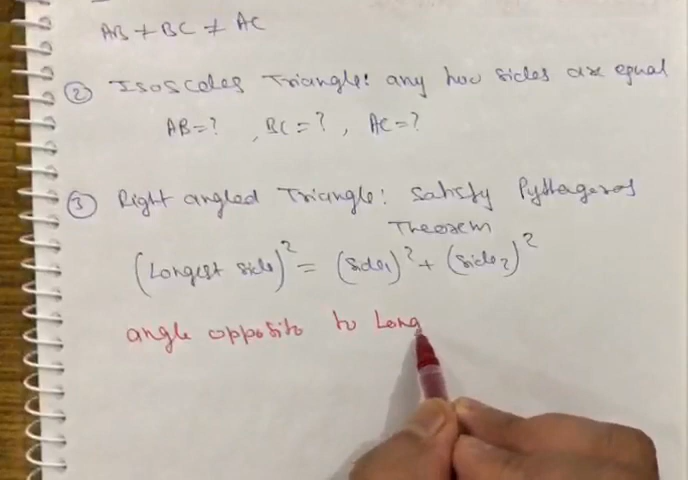 AB ≠ BC ≠ AC
② Isosceles Triangle: any two sides are equal
AB=? , BC=? , AC=?
③ Right angled Triangle: Satisfy Pythagoros
Theorem
(Longest side)² = (Side₁)² + (Side₂)²
angle opposite to Long